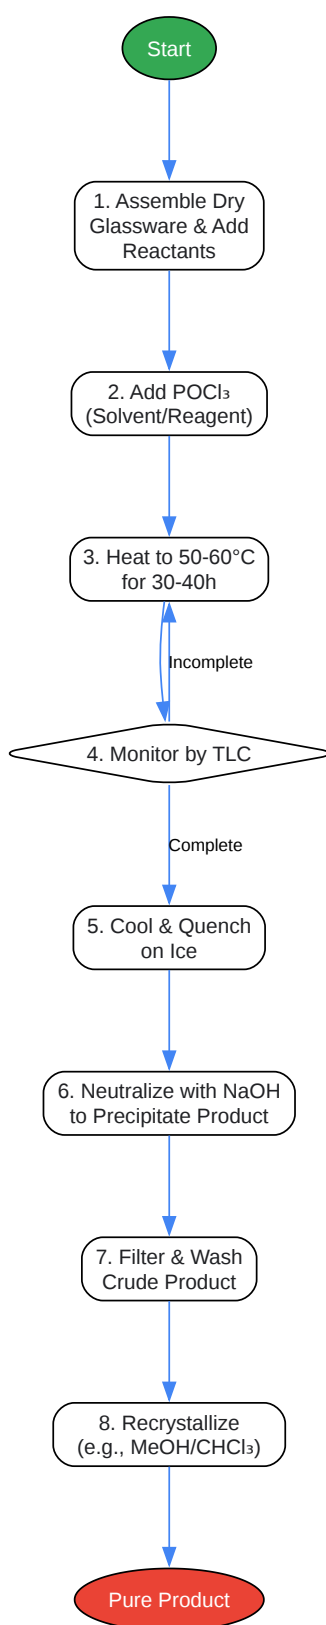 Start
1. Assemble Dry
Glassware & Add
Reactants
2. Add POCl₃
(Solvent/Reagent)
3. Heat to 50-60°C
for 30-40h
Incomplete
4. Monitor by TLC
Complete
5. Cool & Quench
on Ice
6. Neutralize with NaOH
to Precipitate Product
7. Filter & Wash
Crude Product
8. Recrystallize
(e.g., MeOH/CHCl₃)
Pure Product